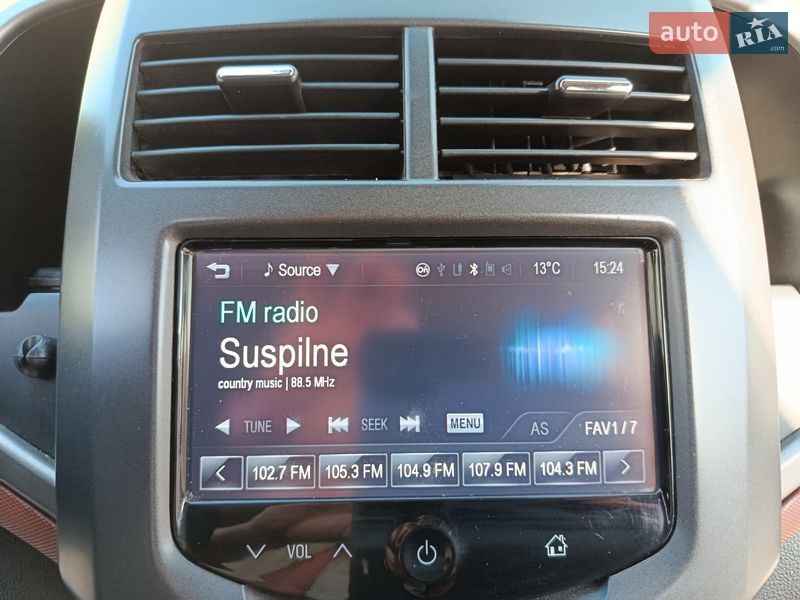 auto RIA .com
Source 13°C 15:24
FM radio
Suspilne
country music | 88.5 MHz
TUNE SEEK MENU AS FAV1/7
102.7 FM 105.3 FM 104.9 FM 107.9 FM 104.3 FM
VOL